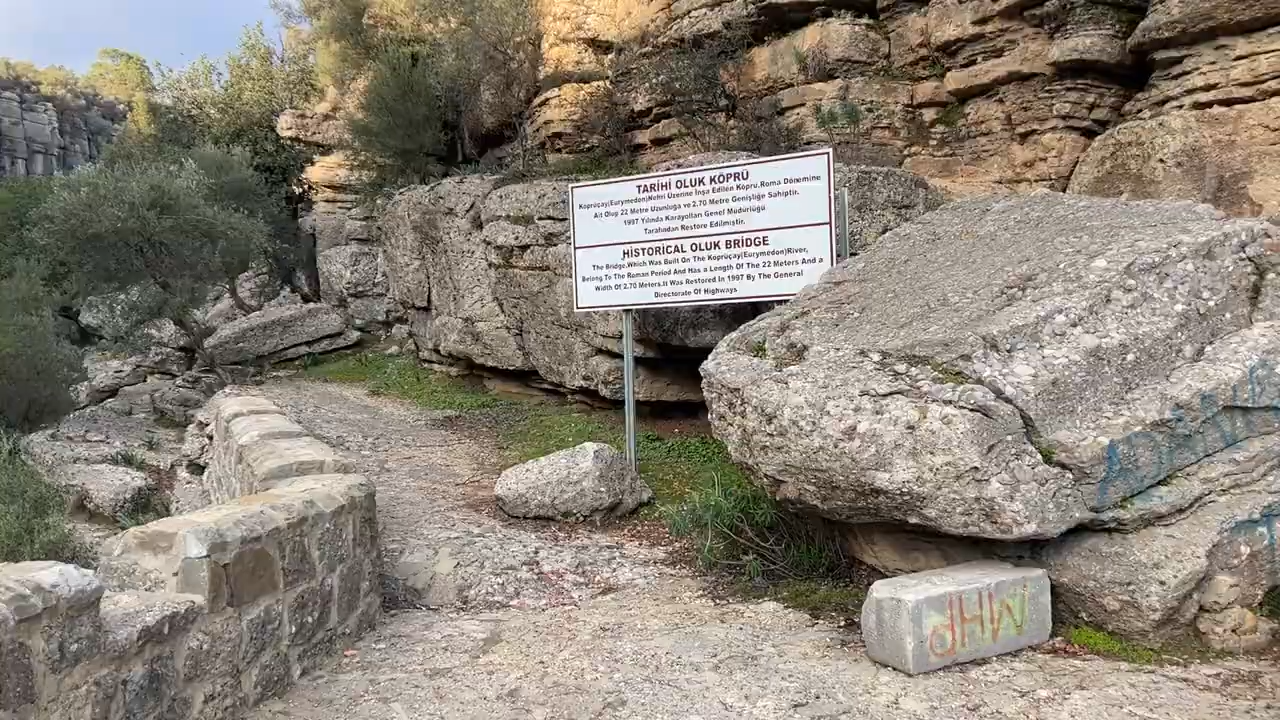 TARİHİ OLUK KÖPRÜ
Köprüçay(Eurymedon)Nehri Üzerine İnşa Edilen Köprü,Roma Dönemine
Ait Olup 22 Metre Uzunluğa ve 2.70 Metre Genişliğe Sahiptir.
1997 Yılında Karayolları Genel Müdürlüğü
Tarafından Restore Edilmiştir.
HİSTORİCAL OLUK BRİDGE
The Bridge,Which Was Built On The Köprüçay(Eurymedon)River,
Belong To The Roman Period And Has a Length Of The 22 Meters And a
Width Of 2.70 Meters.It Was Restored In 1997 By The General
Directorate Of Highways
dHW